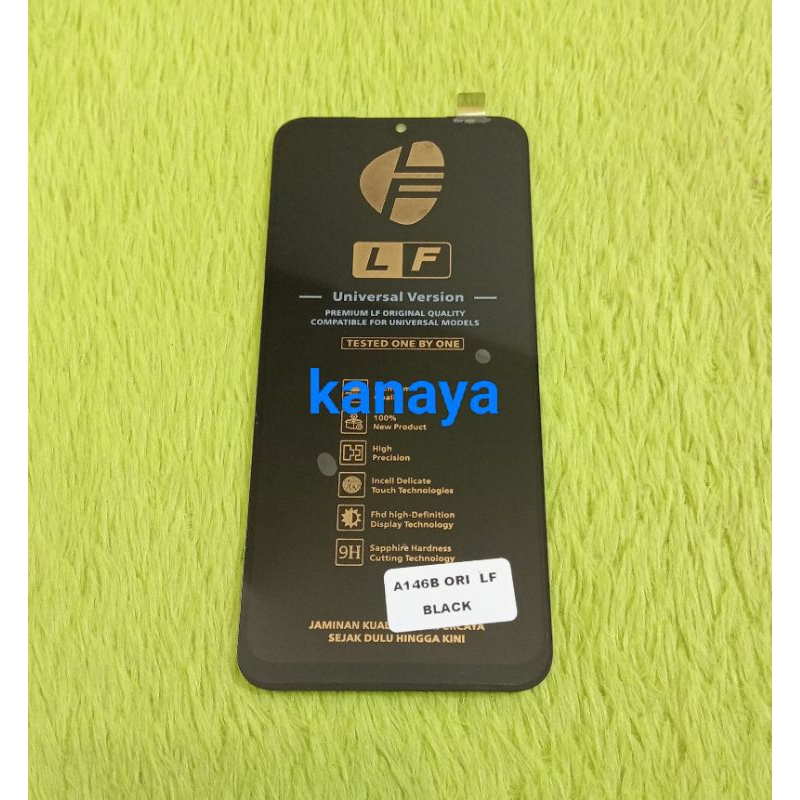 LF
Universal Version
PREMIUM LF ORIGINAL QUALITY
COMPATIBLE FOR UNIVERSAL MODELS
TESTED ONE BY ONE
kanaya
100%
New Product
High
Precision
Incell Delicate
Touch Technologies
Fhd high-Definition
Display Technology
9H
Sapphire Hardness
Cutting Technology
A146B ORI LF
BLACK
JAMINAN
SEJAK DULU HINGGA KINI